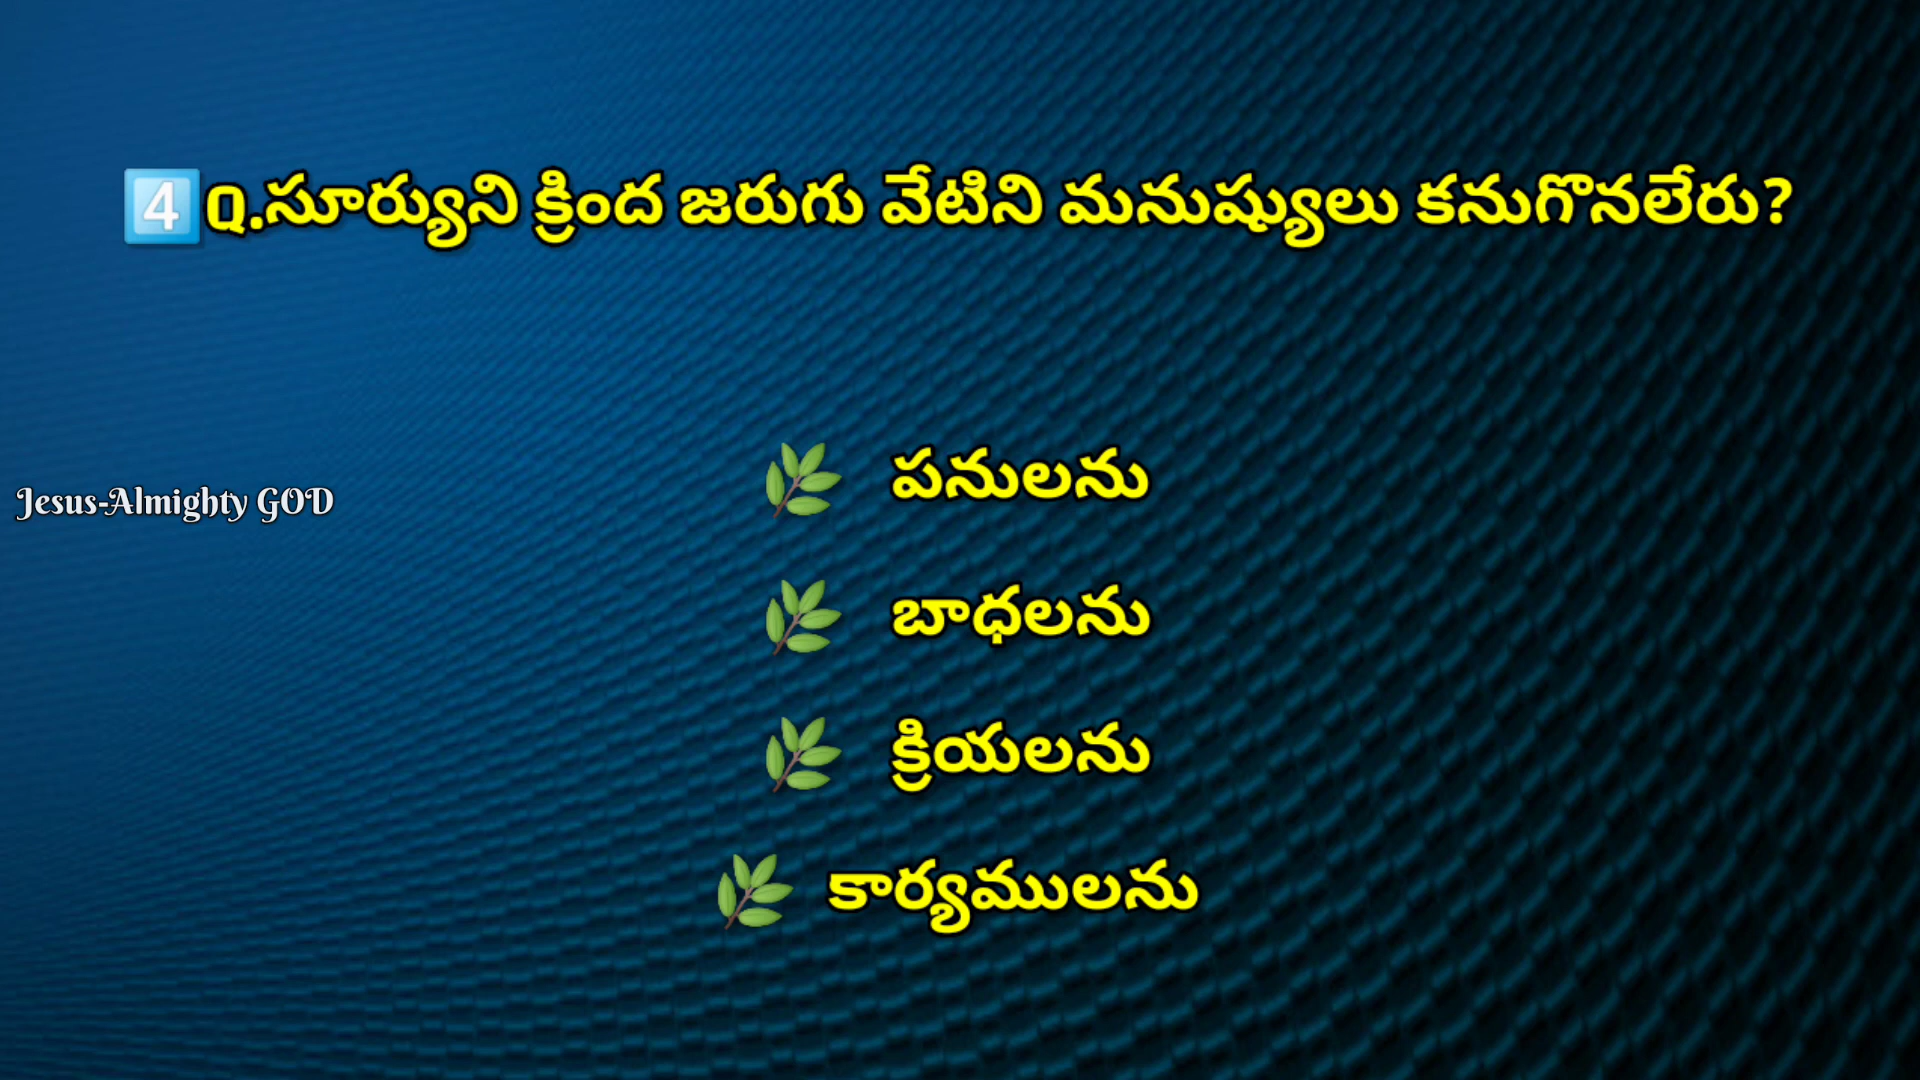 4️⃣Q.సూర్యుని క్రింద జరుగు వేటిని మనుష్యులు కనుగొనలేరు?
🌿 పనులను
Jesus-Almighty GOD
🌿 బాధలను
🌿 క్రియలను
🌿 కార్యములను